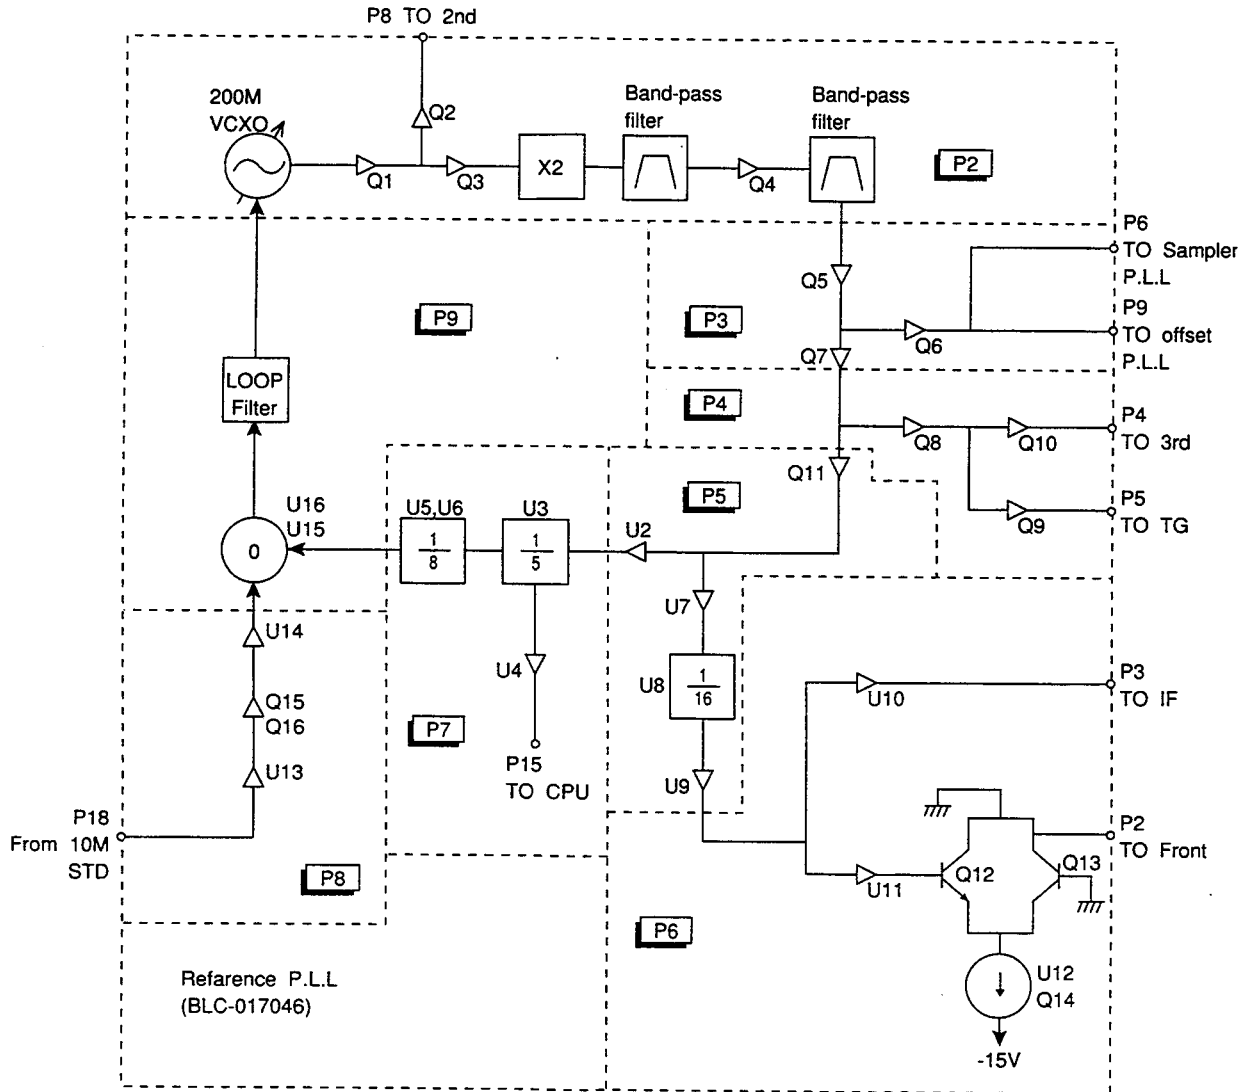 P8 TO 2nd
200M
VCXO
Q2
Q1
Q3
X2
Band-pass
filter
Q4
Band-pass
filter
P2
P6
TO Sampler
P.L.L
P9
TO offset
P.L.L
Q5
P3
Q6
Q7
P9
LOOP
Filter
P4
Q8
Q10
P4
TO 3rd
Q11
Q9
P5
TO TG
P5
U16
U15
0
U5,U6
1
8
U3
1
5
U2
U7
U8
1
16
U9
U4
P7
P15
TO CPU
U14
Q15
Q16
U13
P18
From 10M
STD
P8
U10
P3
TO IF
P2
TO Front
U11
Q12
Q13
P6
U12
Q14
-15V
Refarence P.L.L
(BLC-017046)